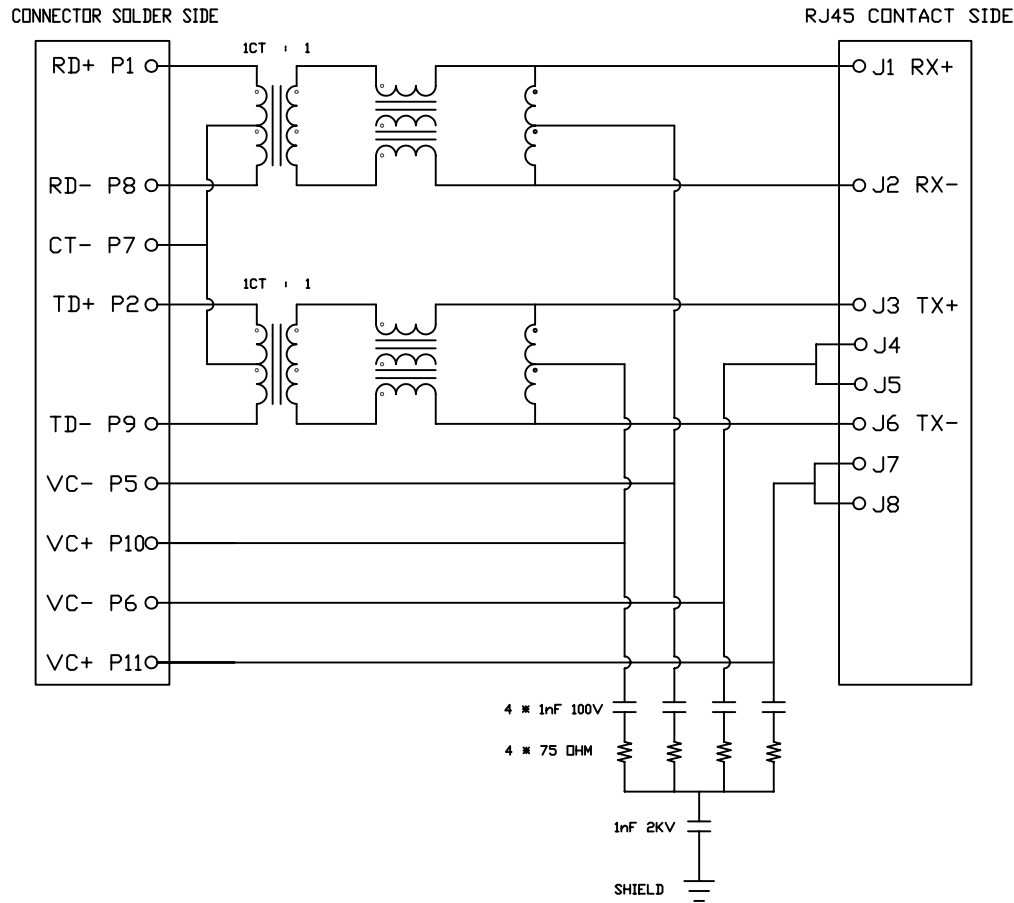 CONNECTOR SOLDER SIDE
RJ45 CONTACT SIDE
1CT : 1
RD+ P1
J1 RX+
RD- P8
J2 RX-
CT- P7
1CT : 1
TD+ P2
J3 TX+
J4
J5
TD- P9
J6 TX-
J7
VC- P5
J8
VC+ P10
VC- P6
VC+ P11
4 * 1nF 100V
4 * 75 OHM
1nF 2KV
SHIELD